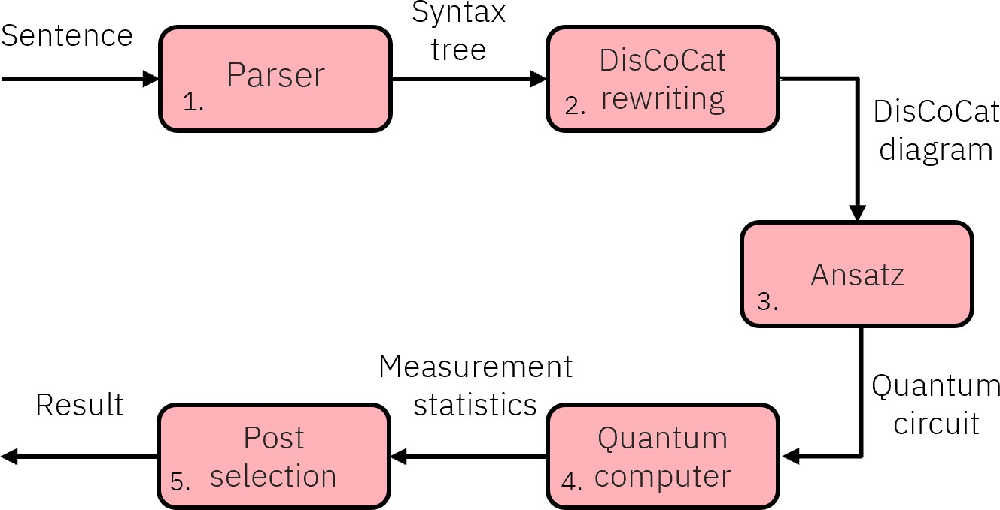 Sentence
Parser
1.
Syntax
tree
DisCoCat
2. rewriting
DisCoCat
diagram
Ansatz
3.
Quantum
circuit
Quantum
4. computer
Measurement
statistics
Post
5. selection
Result